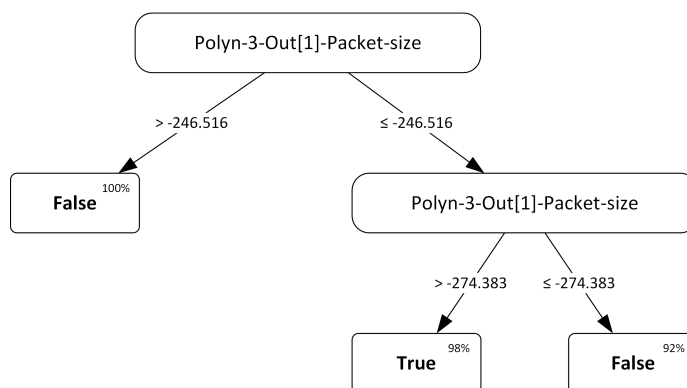 Polyn-3-Out[1]-Packet-size
> -246.516
≤ -246.516
100%
False
Polyn-3-Out[1]-Packet-size
> -274.383
≤ -274.383
98%
True
92%
False